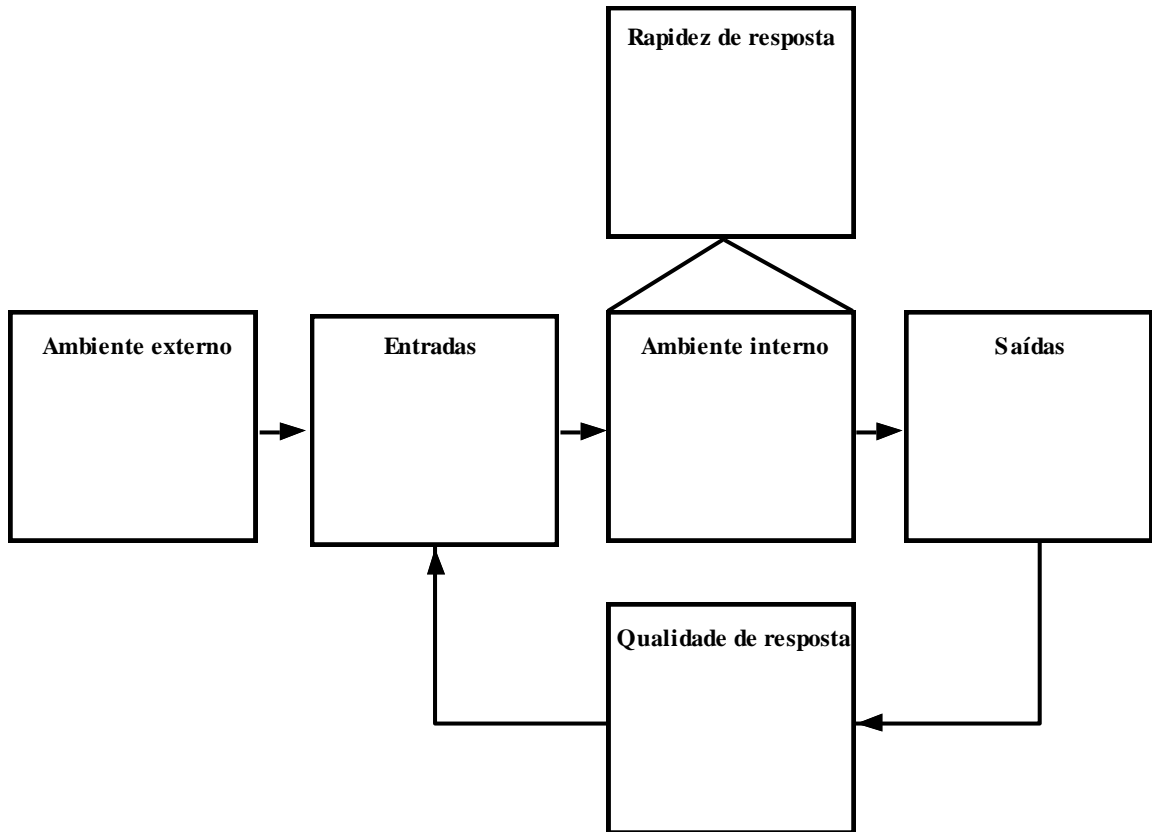 Rapidez de resposta
Ambiente externo
Entradas
Ambiente interno
Saídas
Qualidade de resposta